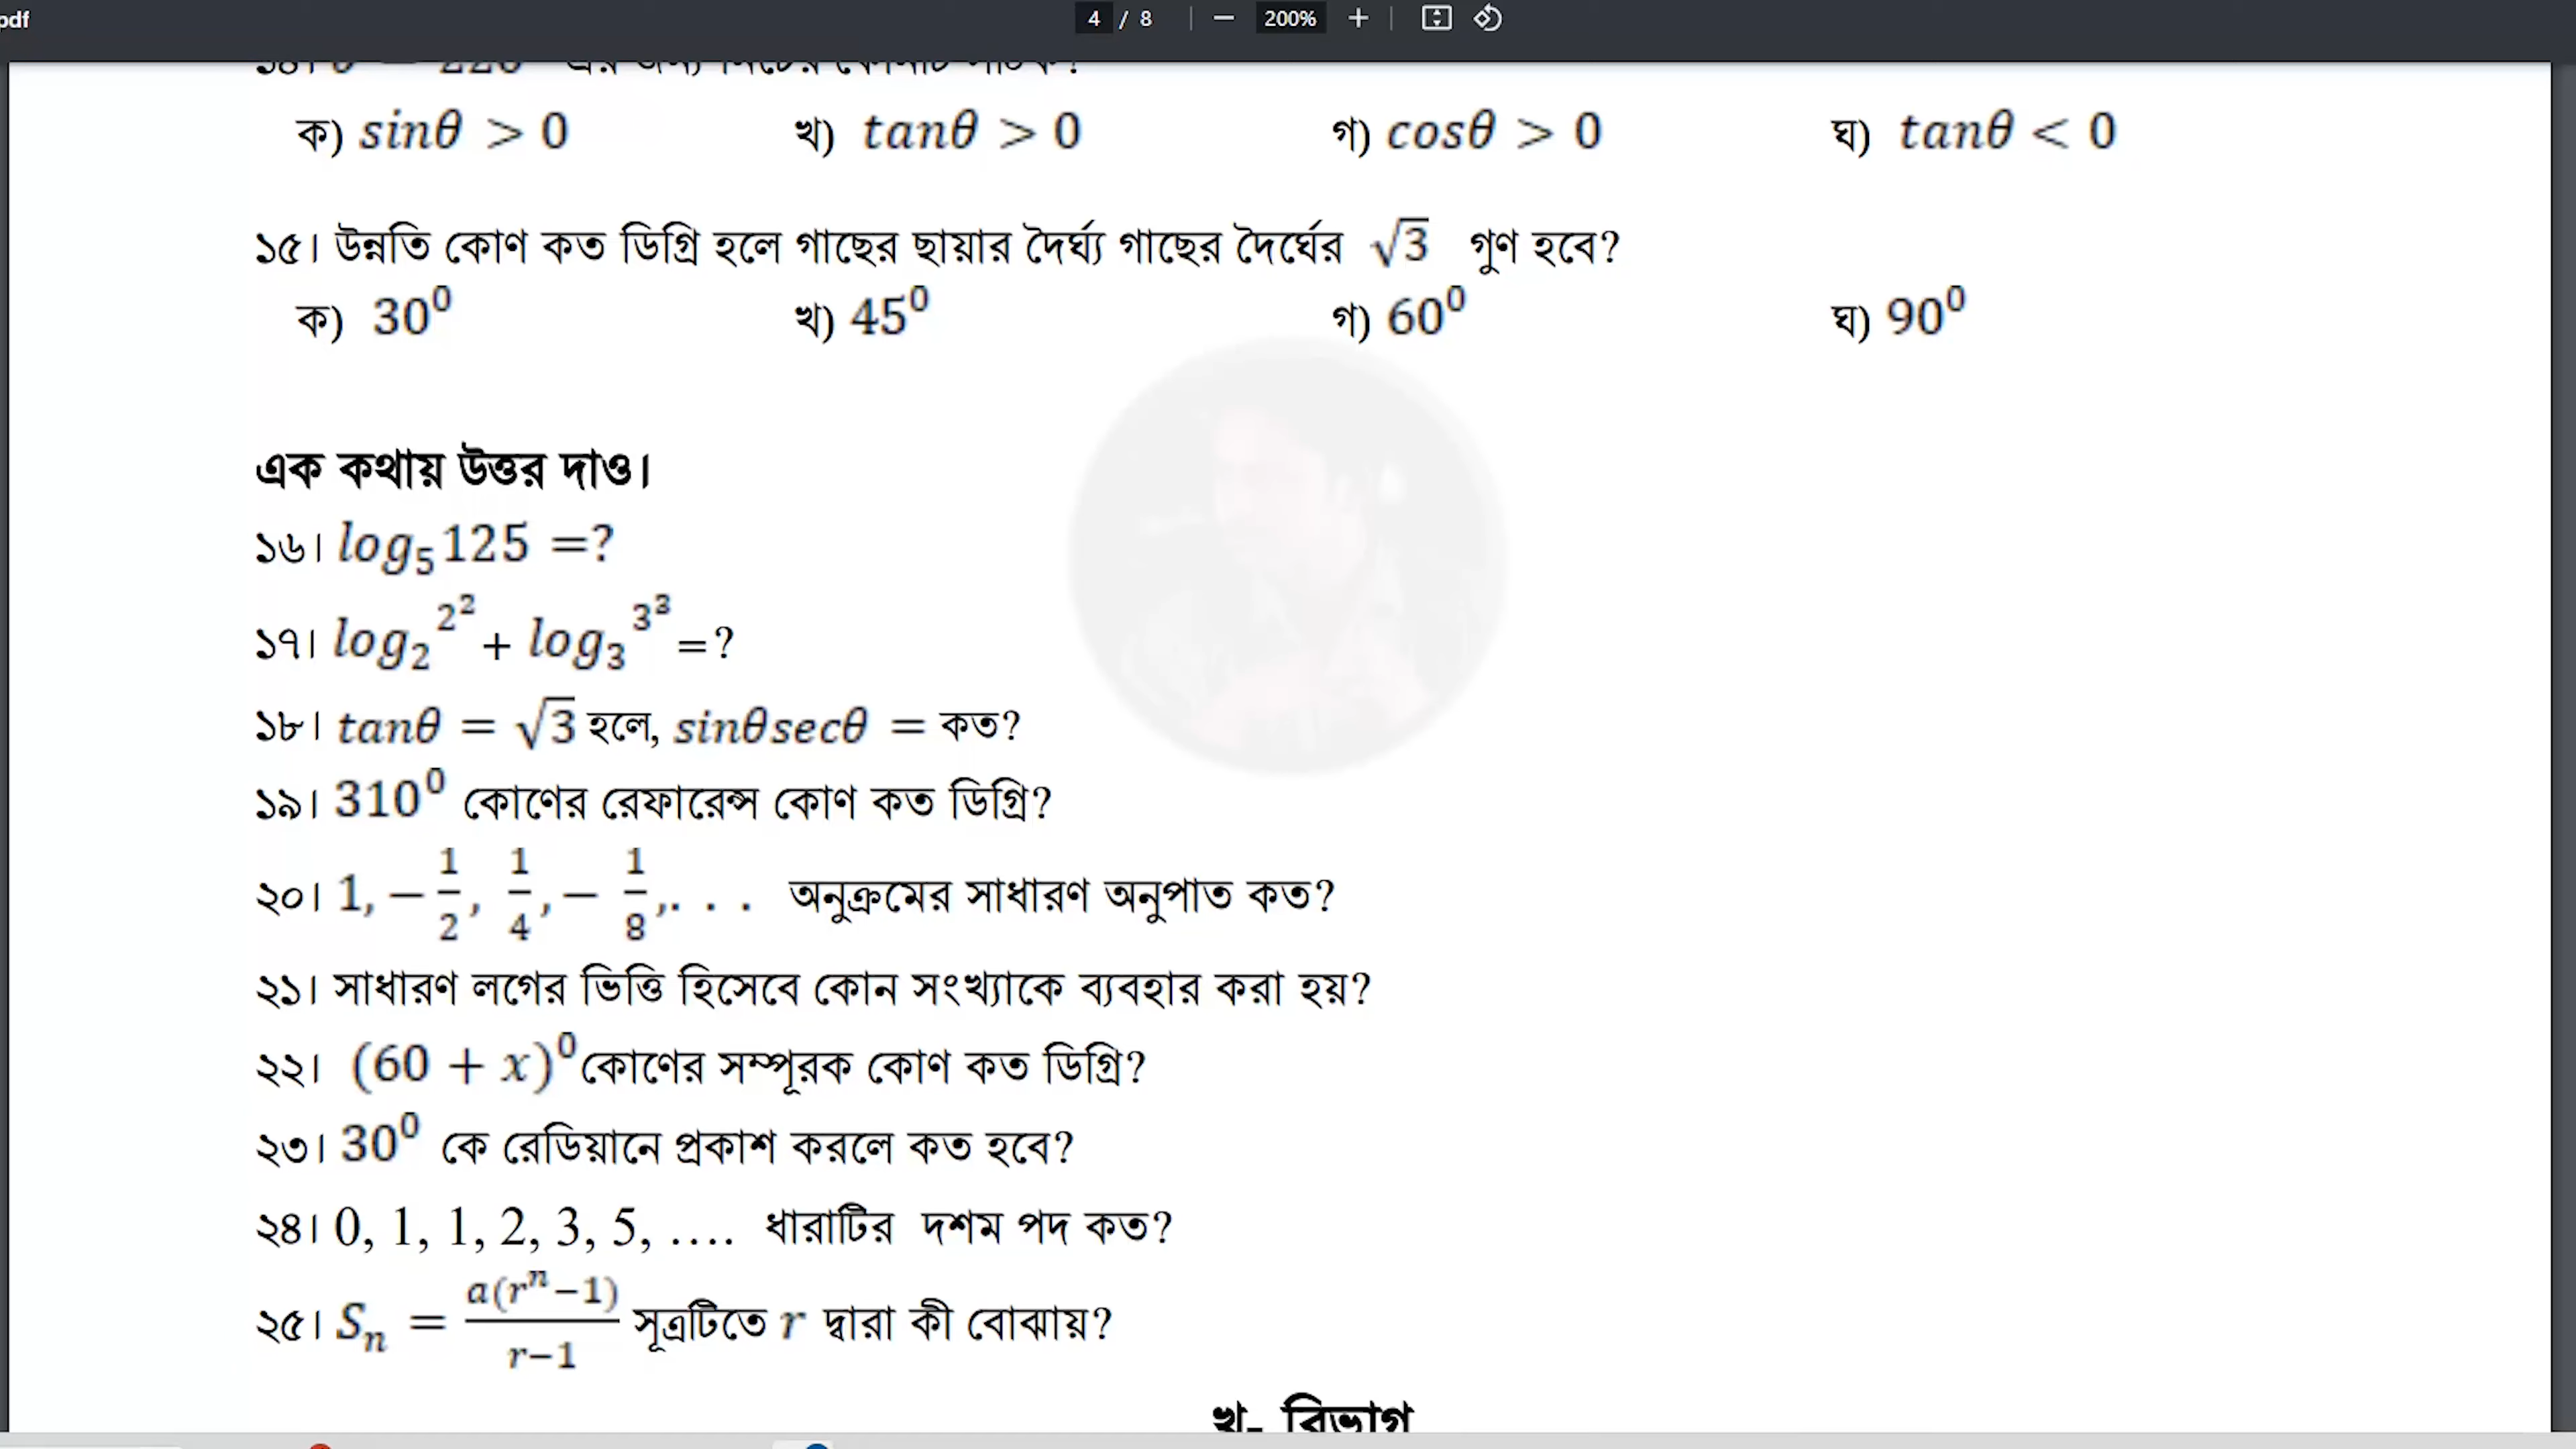 pdf
4 / 8 − 200% +
ক) sinθ > 0 খ) tanθ > 0 গ) cosθ > 0 ঘ) tanθ < 0
১৫। উন্নতি কোণ কত ডিগ্রি হলে গাছের ছায়ার দৈর্ঘ্য গাছের দৈর্ঘের √3 গুণ হবে?
ক) 30⁰ খ) 45⁰ গ) 60⁰ ঘ) 90⁰
এক কথায় উত্তর দাও।
১৬। log₅125 =?
১৭। log₂ 2² + log₃ 3³ =?
১৮। tanθ = √3 হলে, sinθsecθ = কত?
১৯। 310⁰ কোণের রেফারেন্স কোণ কত ডিগ্রি?
২০। 1, −1/2, 1/4, −1/8,. . . অনুক্রমের সাধারণ অনুপাত কত?
২১। সাধারণ লগের ভিত্তি হিসেবে কোন সংখ্যাকে ব্যবহার করা হয়?
২২। (60 + x)⁰ কোণের সম্পূরক কোণ কত ডিগ্রি?
২৩। 30⁰ কে রেডিয়ানে প্রকাশ করলে কত হবে?
২৪। 0, 1, 1, 2, 3, 5, …. ধারাটির দশম পদ কত?
২৫। Sₙ = a(rⁿ−1)/r−1 সূত্রটিতে r দ্বারা কী বোঝায়?
খ- বিভাগ